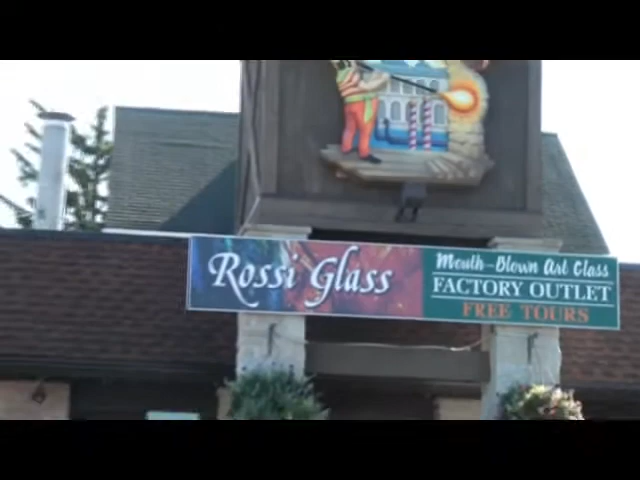 Rossi Glass
Mouth-Blown Art Glass
FACTORY OUTLET
FREE TOURS